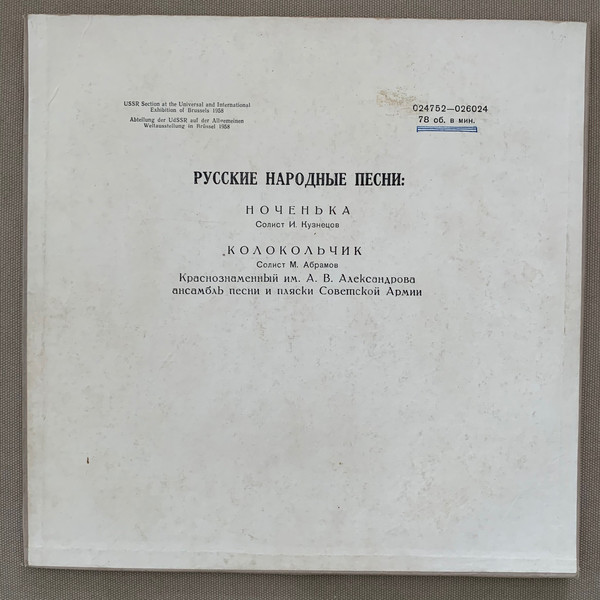 USSR Section at the Universal and International
Exhibition of Brussels 1958
Abteilung der UdSSR auf der Allgemeinen
Weltausstellung in Brüssel 1958
024752—026024
78 об. в мин.
РУССКИЕ НАРОДНЫЕ ПЕСНИ:
НОЧЕНЬКА
Солист И. Кузнецов
КОЛОКОЛЬЧИК
Солист М. Абрамов
Краснознаменный им. А. В. Александрова
ансамбль песни и пляски Советской Армии